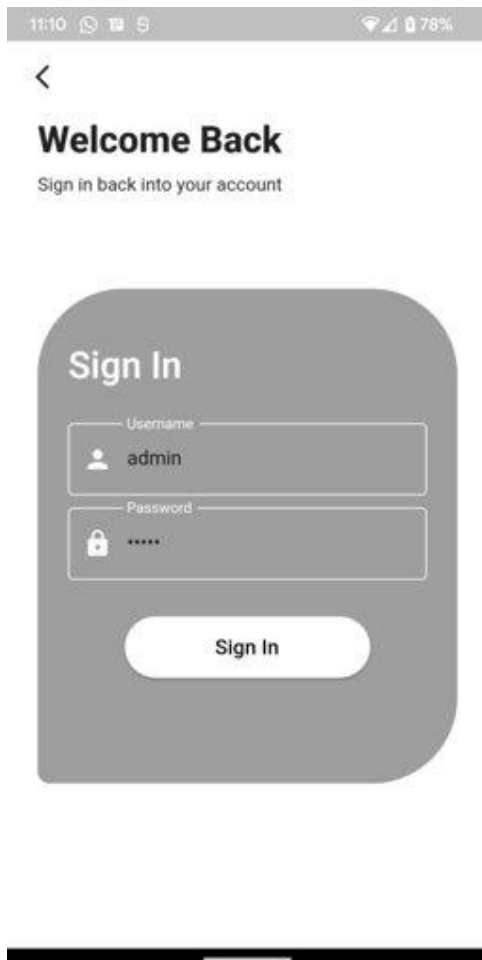 11:10 78%
Welcome Back
Sign in back into your account
Sign In
Username
admin
Password
•••••
Sign In